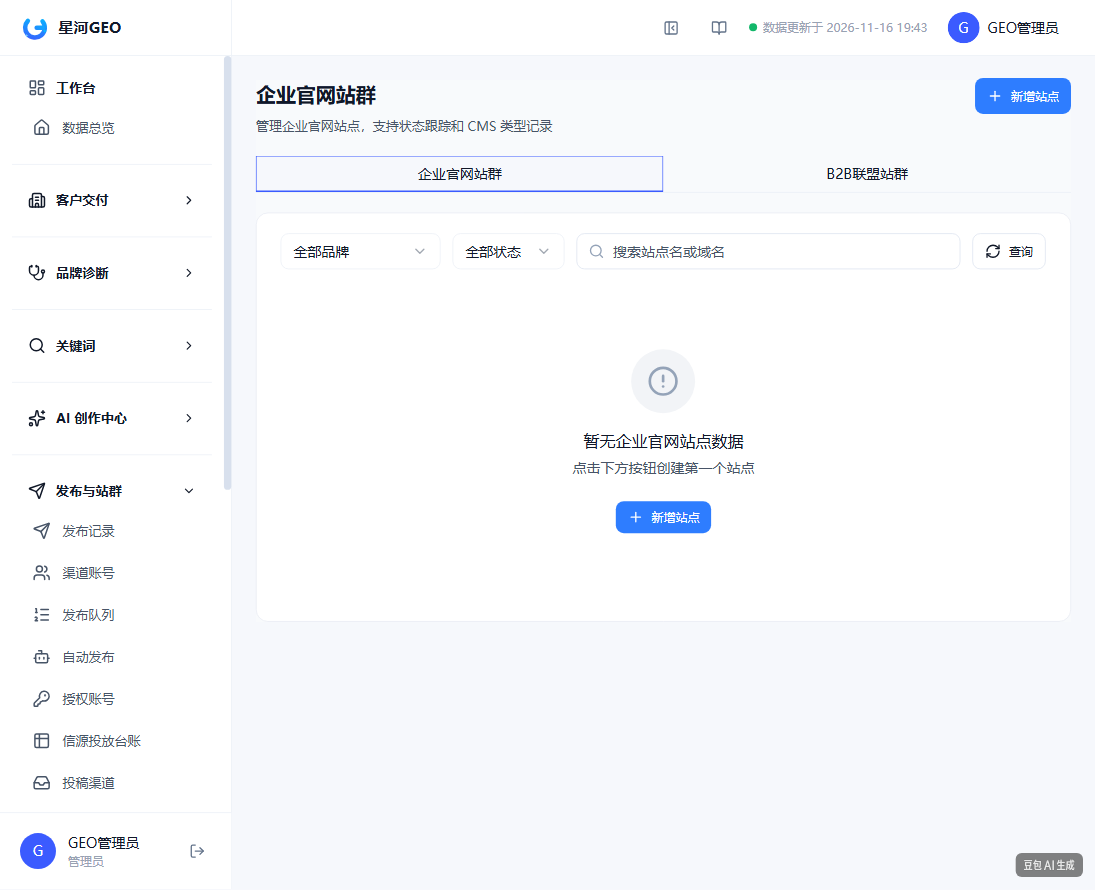 星河GEO
数据更新于 2026-11-16 19:43
G
GEO管理员
工作台
数据总览
客户交付
品牌诊断
关键词
AI 创作中心
发布与站群
发布记录
渠道账号
发布队列
自动发布
授权账号
信源投放台账
投稿渠道
G
GEO管理员
管理员
企业官网站群
新增站点
管理企业官网站点，支持状态跟踪和 CMS 类型记录
企业官网站群
B2B联盟站群
全部品牌
全部状态
搜索站点名或域名
查询
暂无企业官网站点数据
点击下方按钮创建第一个站点
新增站点
豆包 AI 生成